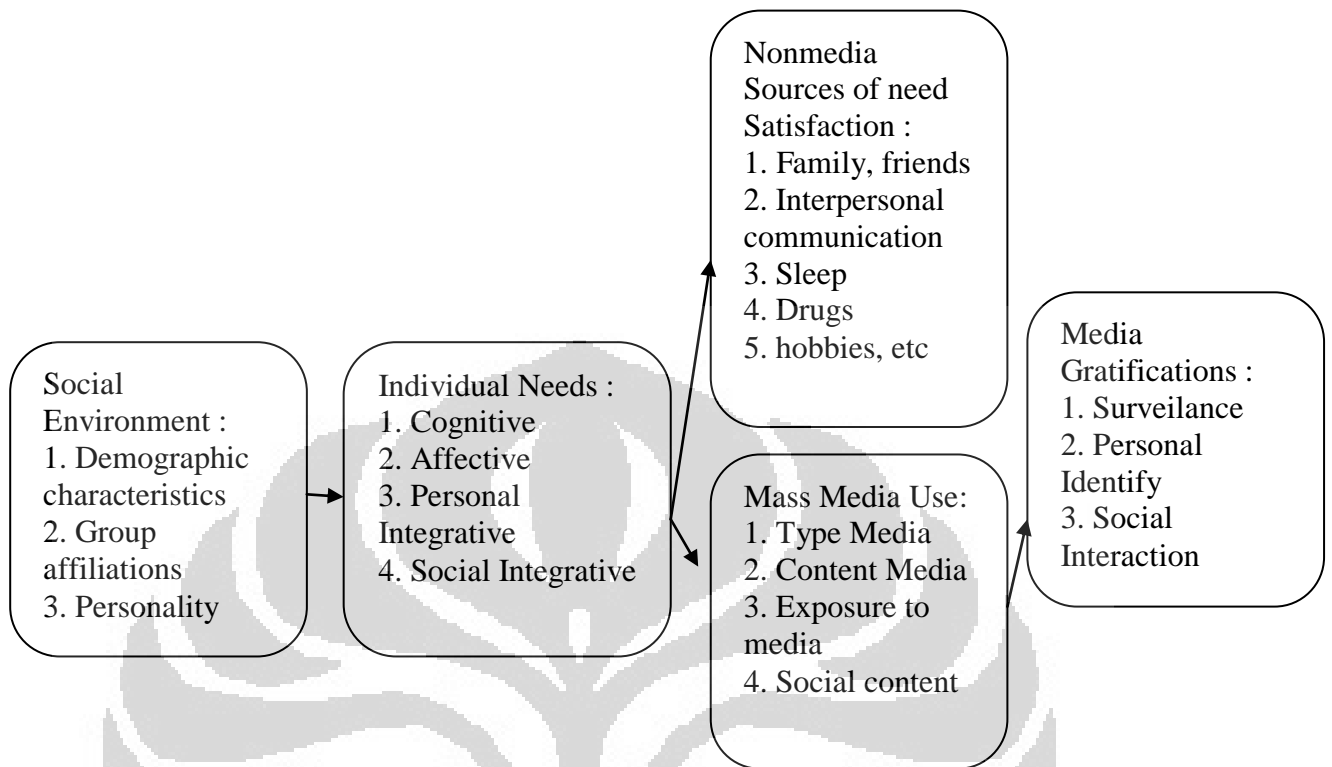 Social
Environment :
1. Demographic
characteristics
2. Group
affiliations
3. Personality
Individual Needs :
1. Cognitive
2. Affective
3. Personal
Integrative
4. Social Integrative
Nonmedia
Sources of need
Satisfaction :
1. Family, friends
2. Interpersonal
communication
3. Sleep
4. Drugs
5. hobbies, etc
Mass Media Use:
1. Type Media
2. Content Media
3. Exposure to
media
4. Social content
Media
Gratifications :
1. Surveilance
2. Personal
Identify
3. Social
Interaction